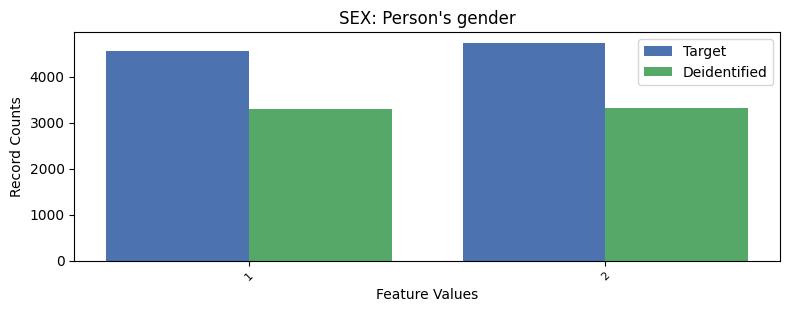 SEX: Person's gender
Target
Deidentified
Record Counts
4000
3000
2000
1000
0
1
2
Feature Values